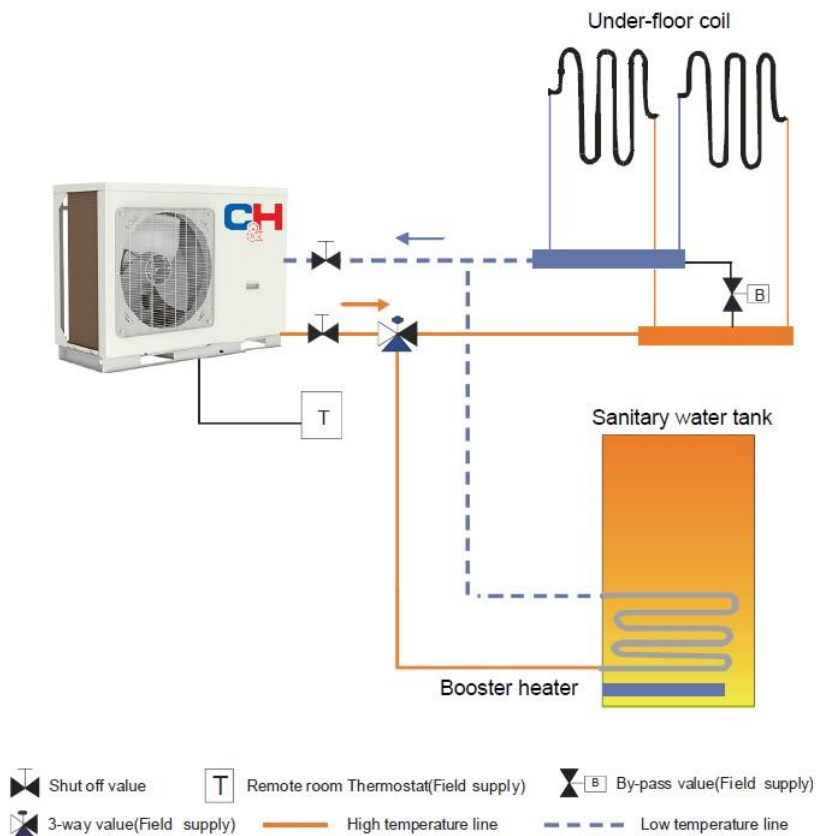 Under-floor coil
C&H
B
T
Sanitary water tank
Booster heater
Shut off value
T
Remote room Thermostat(Field supply)
B
By-pass value(Field supply)
3-way value(Field supply)
High temperature line
Low temperature line